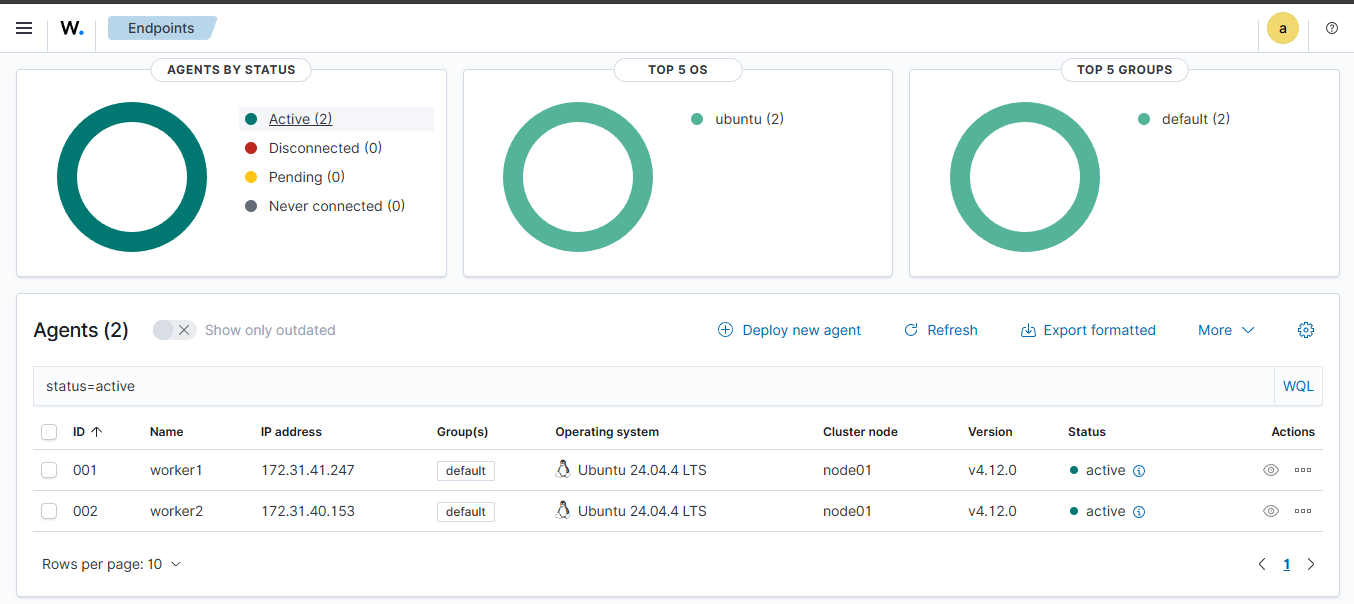 W. Endpoints a
AGENTS BY STATUS TOP 5 OS TOP 5 GROUPS
Active (2) ubuntu (2) default (2)
Disconnected (0)
Pending (0)
Never connected (0)
Agents (2) Show only outdated Deploy new agent Refresh Export formatted More
status=active WQL
ID Name IP address Group(s) Operating system Cluster node Version Status Actions
001 worker1 172.31.41.247 default Ubuntu 24.04.4 LTS node01 v4.12.0 active
002 worker2 172.31.40.153 default Ubuntu 24.04.4 LTS node01 v4.12.0 active
Rows per page: 10 1